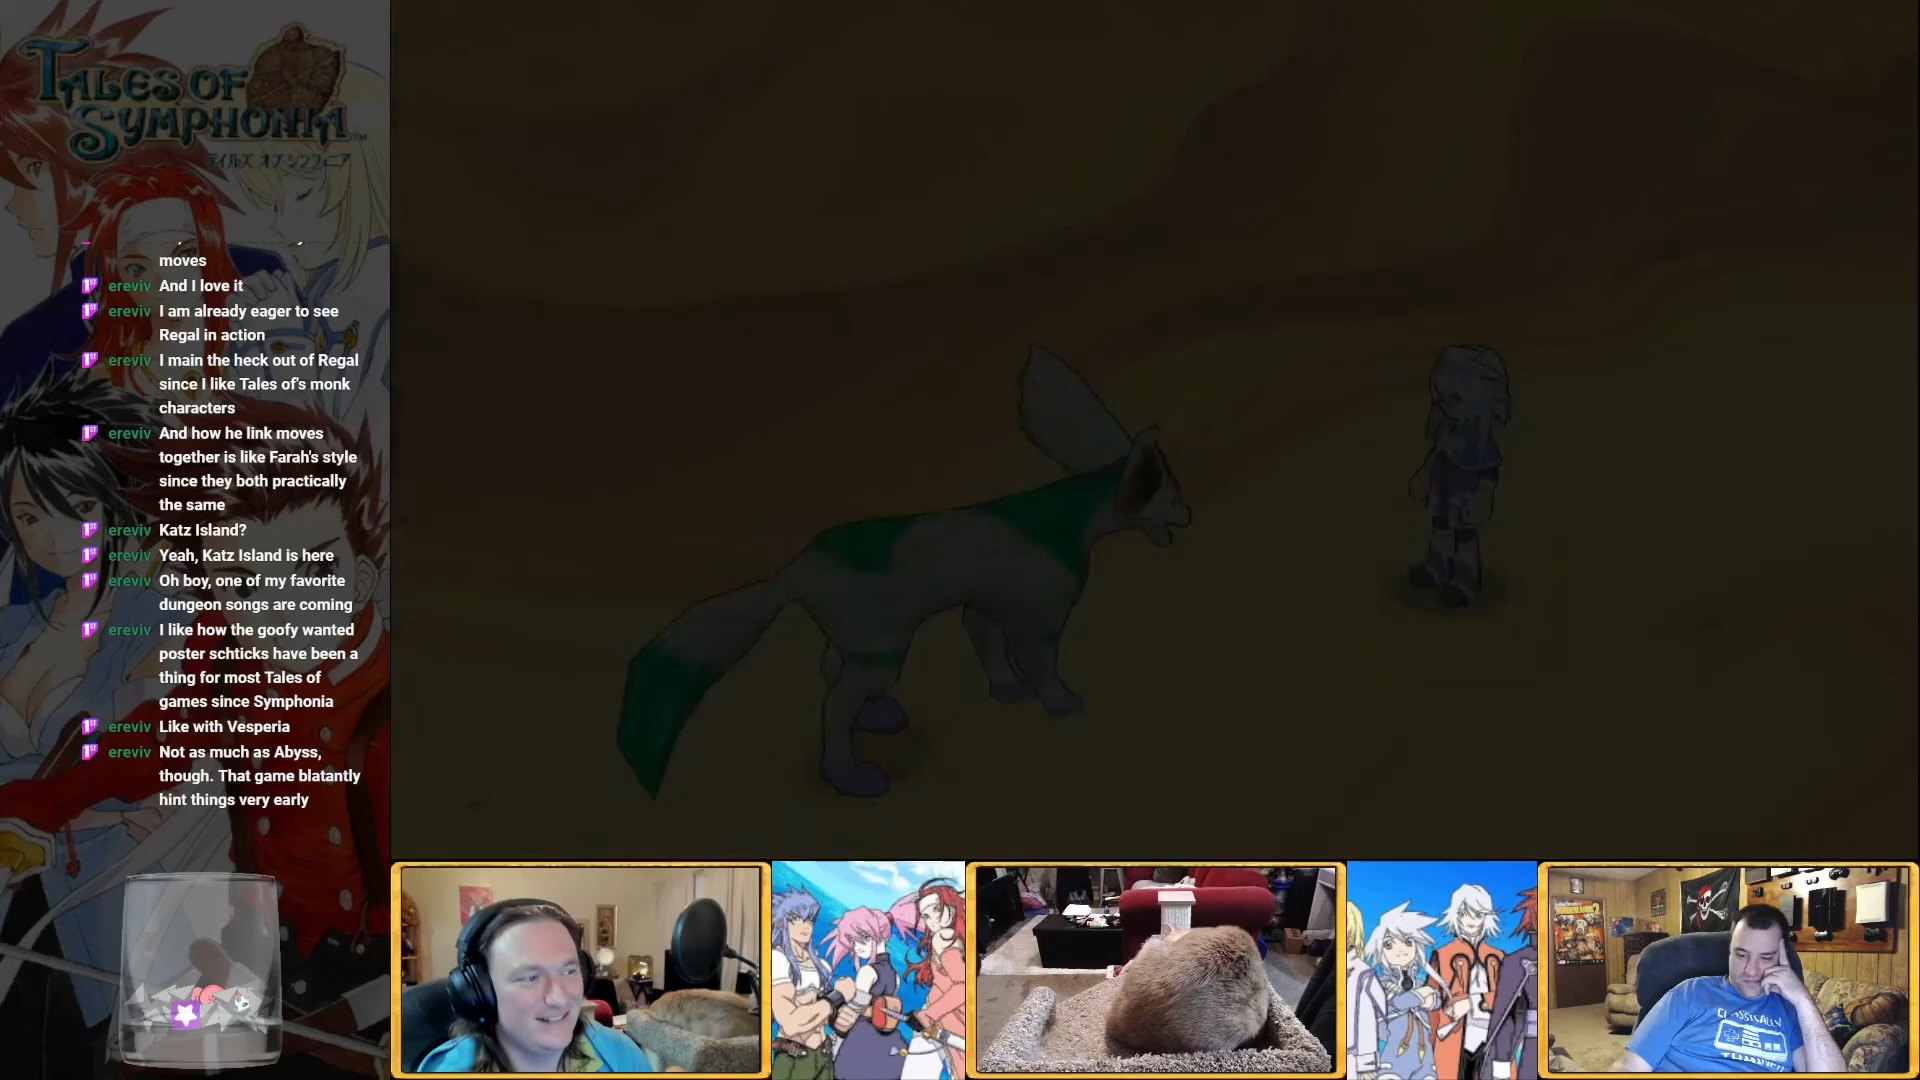 TALES OF
SYMPHONIA
テイルズ オブ シンフォニア
moves
ereviv And I love it
ereviv I am already eager to see
Regal in action
ereviv I main the heck out of Regal
since I like Tales of's monk
characters
ereviv And how he link moves
together is like Farah's style
since they both practically
the same
ereviv Katz Island?
ereviv Yeah, Katz Island is here
ereviv Oh boy, one of my favorite
dungeon songs are coming
ereviv I like how the goofy wanted
poster schticks have been a
thing for most Tales of
games since Symphonia
ereviv Like with Vesperia
ereviv Not as much as Abyss,
though. That game blatantly
hint things very early
CLASSICALLY